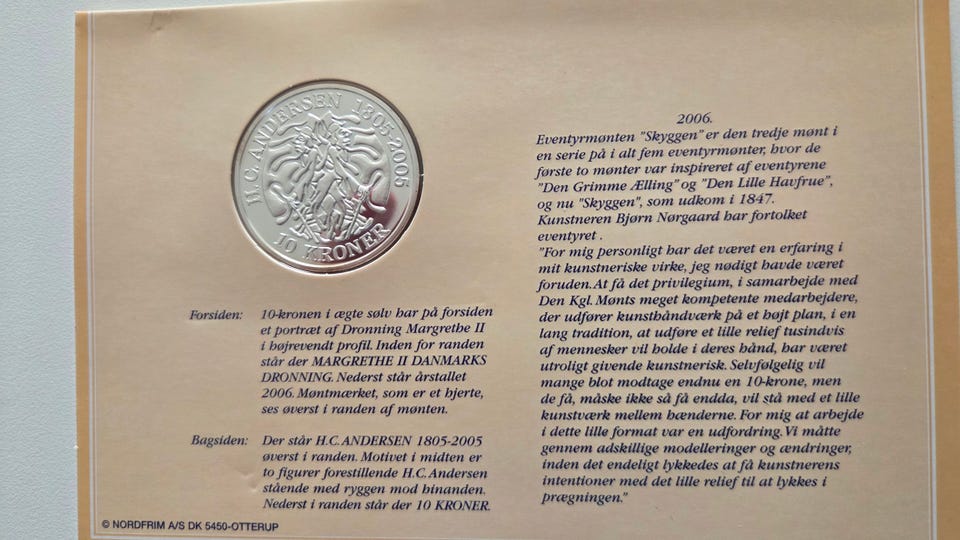 H.C. ANDERSEN 1805-2005
10 KRONER
Forsiden: 10-kronen i ægte sølv har på forsiden
et portræt af Dronning Margrethe II
i højrevendt profil. Inden for randen
står der MARGRETHE II DANMARKS
DRONNING. Nederst står årstallet
2006. Møntmærket, som er et hjerte,
ses øverst i randen af mønten.
Bagsiden: Der står H.C. ANDERSEN 1805-2005
øverst i randen. Motivet i midten er
to figurer forestillende H.C. Andersen
stående med ryggen mod hinanden.
Nederst i randen står der 10 KRONER.
© NORDFRIM A/S DK 5450-OTTERUP
2006.
Eventyrmønten "Skyggen" er den tredje mønt i
en serie på i alt fem eventyrmønter, hvor de
første to mønter var inspireret af eventyrene
"Den Grimme Ælling" og "Den Lille Havfrue",
og nu "Skyggen", som udkom i 1847.
Kunstneren Bjørn Nørgaard har fortolket
eventyret .
"For mig personligt har det været en erfaring i
mit kunstneriske virke, jeg nødigt havde været
foruden. At få det privilegium, i samarbejde med
Den Kgl. Mønts meget kompetente medarbejdere,
der udfører kunsthåndværk på et højt plan, i en
lang tradition, at udføre et lille relief tusindvis
af mennesker vil holde i deres hånd, har været
utroligt givende kunstnerisk. Selvfølgelig vil
mange blot modtage endnu en 10-krone, men
de få, måske ikke så få endda, vil stå med et lille
kunstværk mellem hænderne. For mig at arbejde
i dette lille format var en udfordring. Vi måtte
gennem adskillige modelleringer og ændringer,
inden det endeligt lykkedes at få kunstnerens
intentioner med det lille relief til at lykkes i
prægningen."